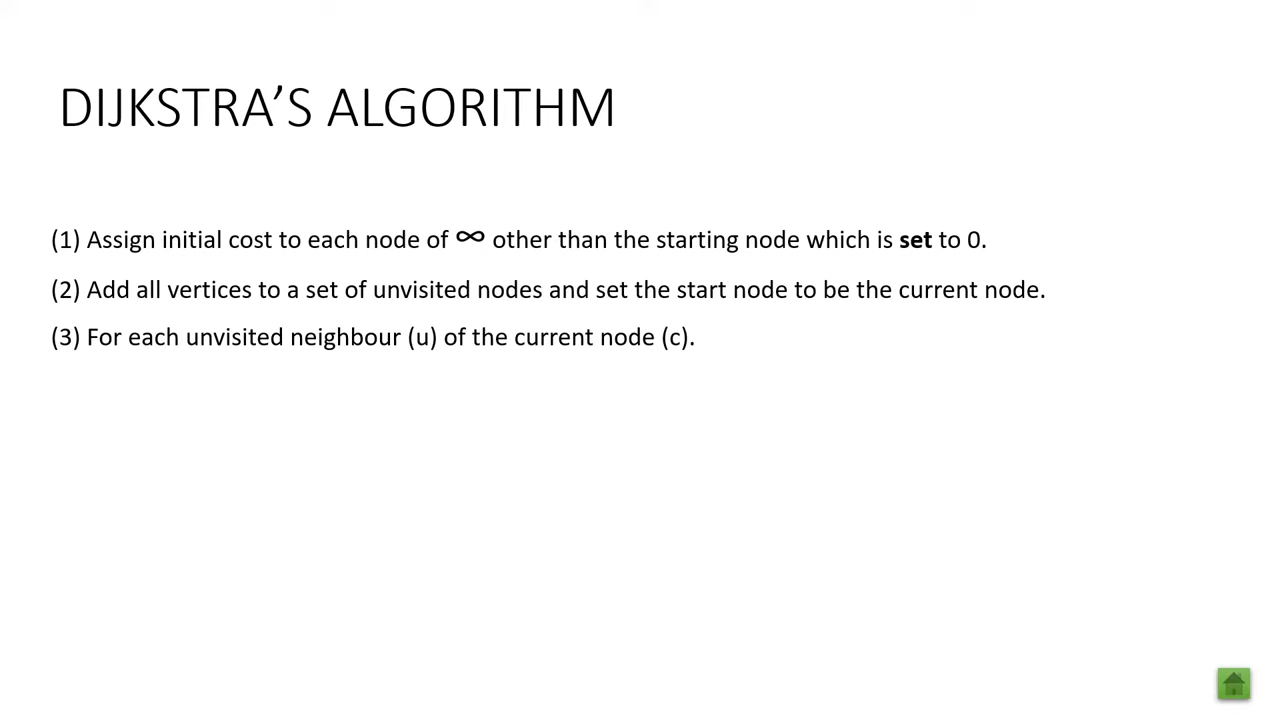 DIJKSTRA’S ALGORITHM
(1) Assign initial cost to each node of ∞ other than the starting node which is set to 0.
(2) Add all vertices to a set of unvisited nodes and set the start node to be the current node.
(3) For each unvisited neighbour (u) of the current node (c).